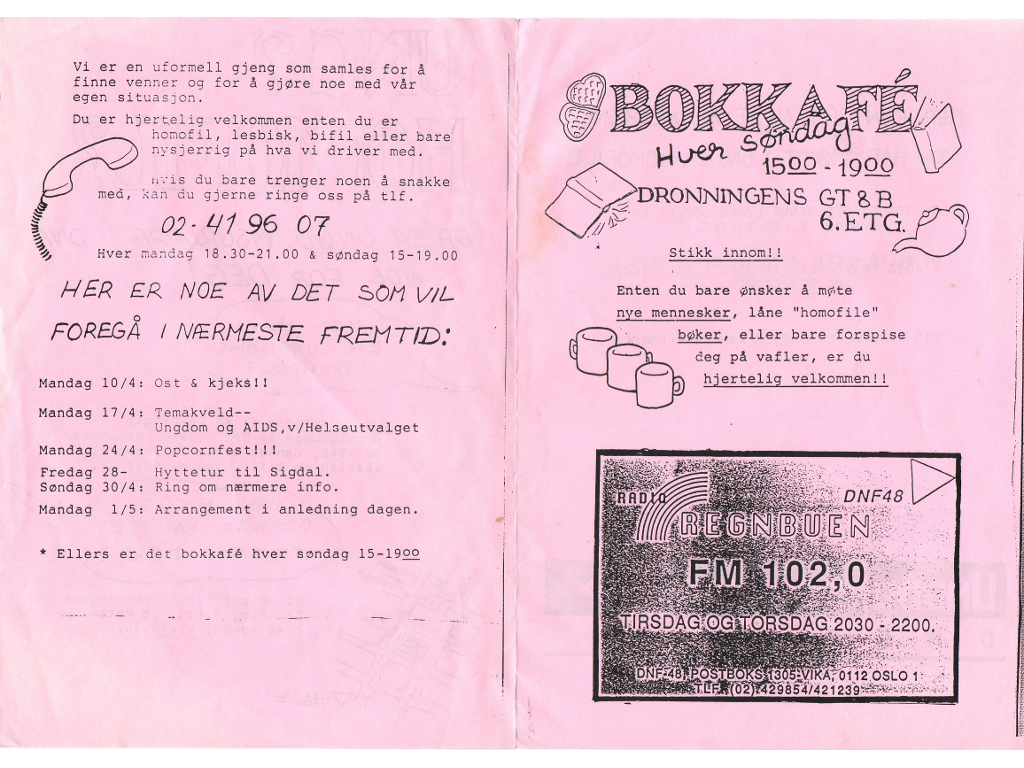 Vi er en uformell gjeng som samles for å
finne venner og for å gjøre noe med vår
egen situasjon.
Du er hjertelig velkommen enten du er
homofil, lesbisk, bifil eller bare
nysjerrig på hva vi driver med.
hvis du bare trenger noen å snakke
med, kan du gjerne ringe oss på tlf.
02-41 96 07
Hver mandag 18.30-21.00 & søndag 15-19.00
HER ER NOE AV DET SOM VIL
FOREGÅ I NÆRMESTE FREMTID:
Mandag 10/4: Ost & kjeks!!
Mandag 17/4: Temakveld--
Ungdom og AIDS,v/Helseutvalget
Mandag 24/4: Popcornfest!!!
Fredag 28- Hyttetur til Sigdal.
Søndag 30/4: Ring om nærmere info.
Mandag 1/5: Arrangement i anledning dagen.
* Ellers er det bokkafé hver søndag 15-1900
BOKKAFÉ
Hver søndag
1500 - 1900
DRONNINGENS GT 8 B
6. ETG.
Stikk innom!!
Enten du bare ønsker å møte
nye mennesker, låne "homofile"
bøker, eller bare forspise
deg på vafler, er du
hjertelig velkommen!!
RADIO
DNF48
REGNBUEN
FM 102,0
TIRSDAG OG TORSDAG 2030 - 2200.
DNF-48, POSTBOKS 1305-VIKA, 0112 OSLO 1
TLF. (02) 429854/421239